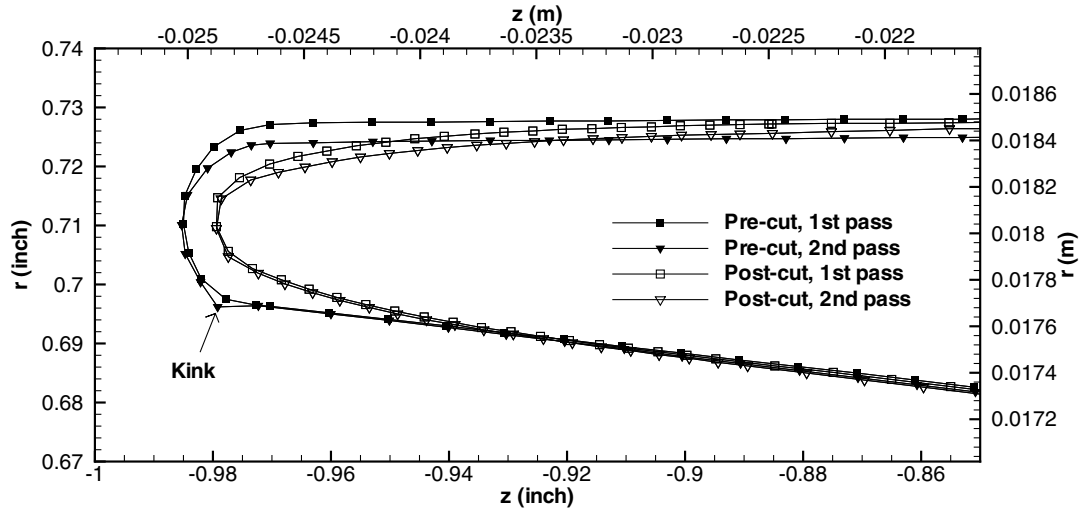 z (m)
-0.025 -0.0245 -0.024 -0.0235 -0.023 -0.0225 -0.022
0.74
0.73
0.72
0.71
0.7
0.69
0.68
0.67
r (inch)
0.0186
0.0184
0.0182
0.018
0.0178
0.0176
0.0174
0.0172
r (m)
Pre-cut, 1st pass
Pre-cut, 2nd pass
Post-cut, 1st pass
Post-cut, 2nd pass
Kink
-1 -0.98 -0.96 -0.94 -0.92 -0.9 -0.88 -0.86
z (inch)